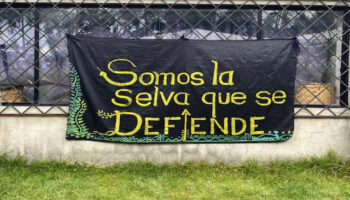 Somos la
Selva que se
DEFIENDE...